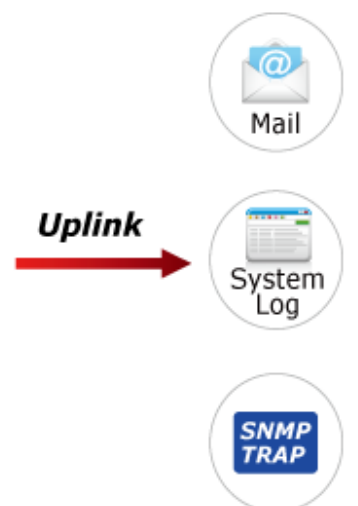 @
Mail
Uplink
System
Log
SNMP
TRAP